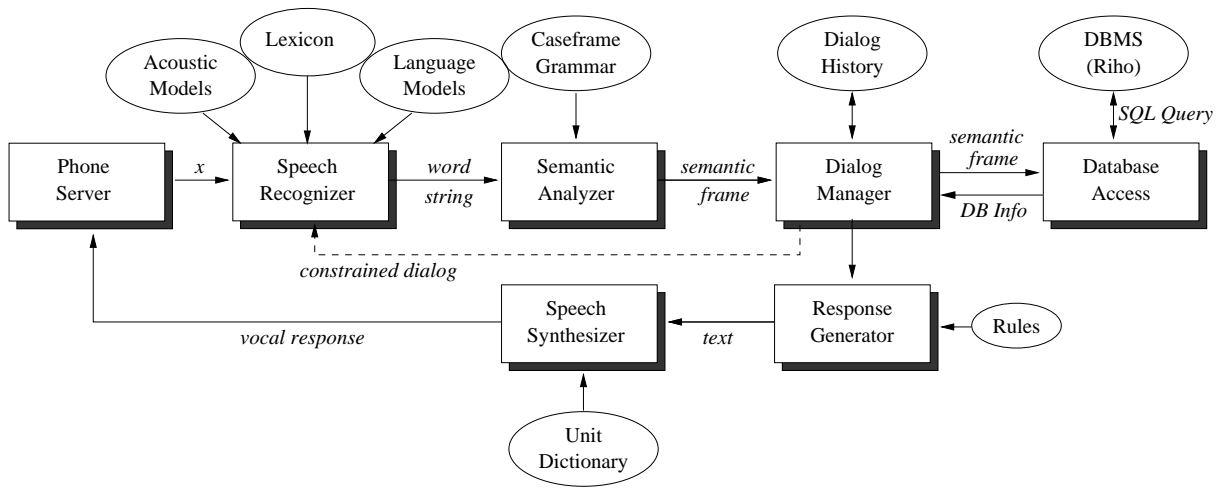 Lexicon
Acoustic
Models
Language
Models
Caseframe
Grammar
Dialog
History
DBMS
(Riho)
SQL Query
Phone
Server
x
Speech
Recognizer
word
string
Semantic
Analyzer
semantic
frame
Dialog
Manager
semantic
frame
DB Info
Database
Access
constrained dialog
vocal response
Speech
Synthesizer
text
Response
Generator
Rules
Unit
Dictionary